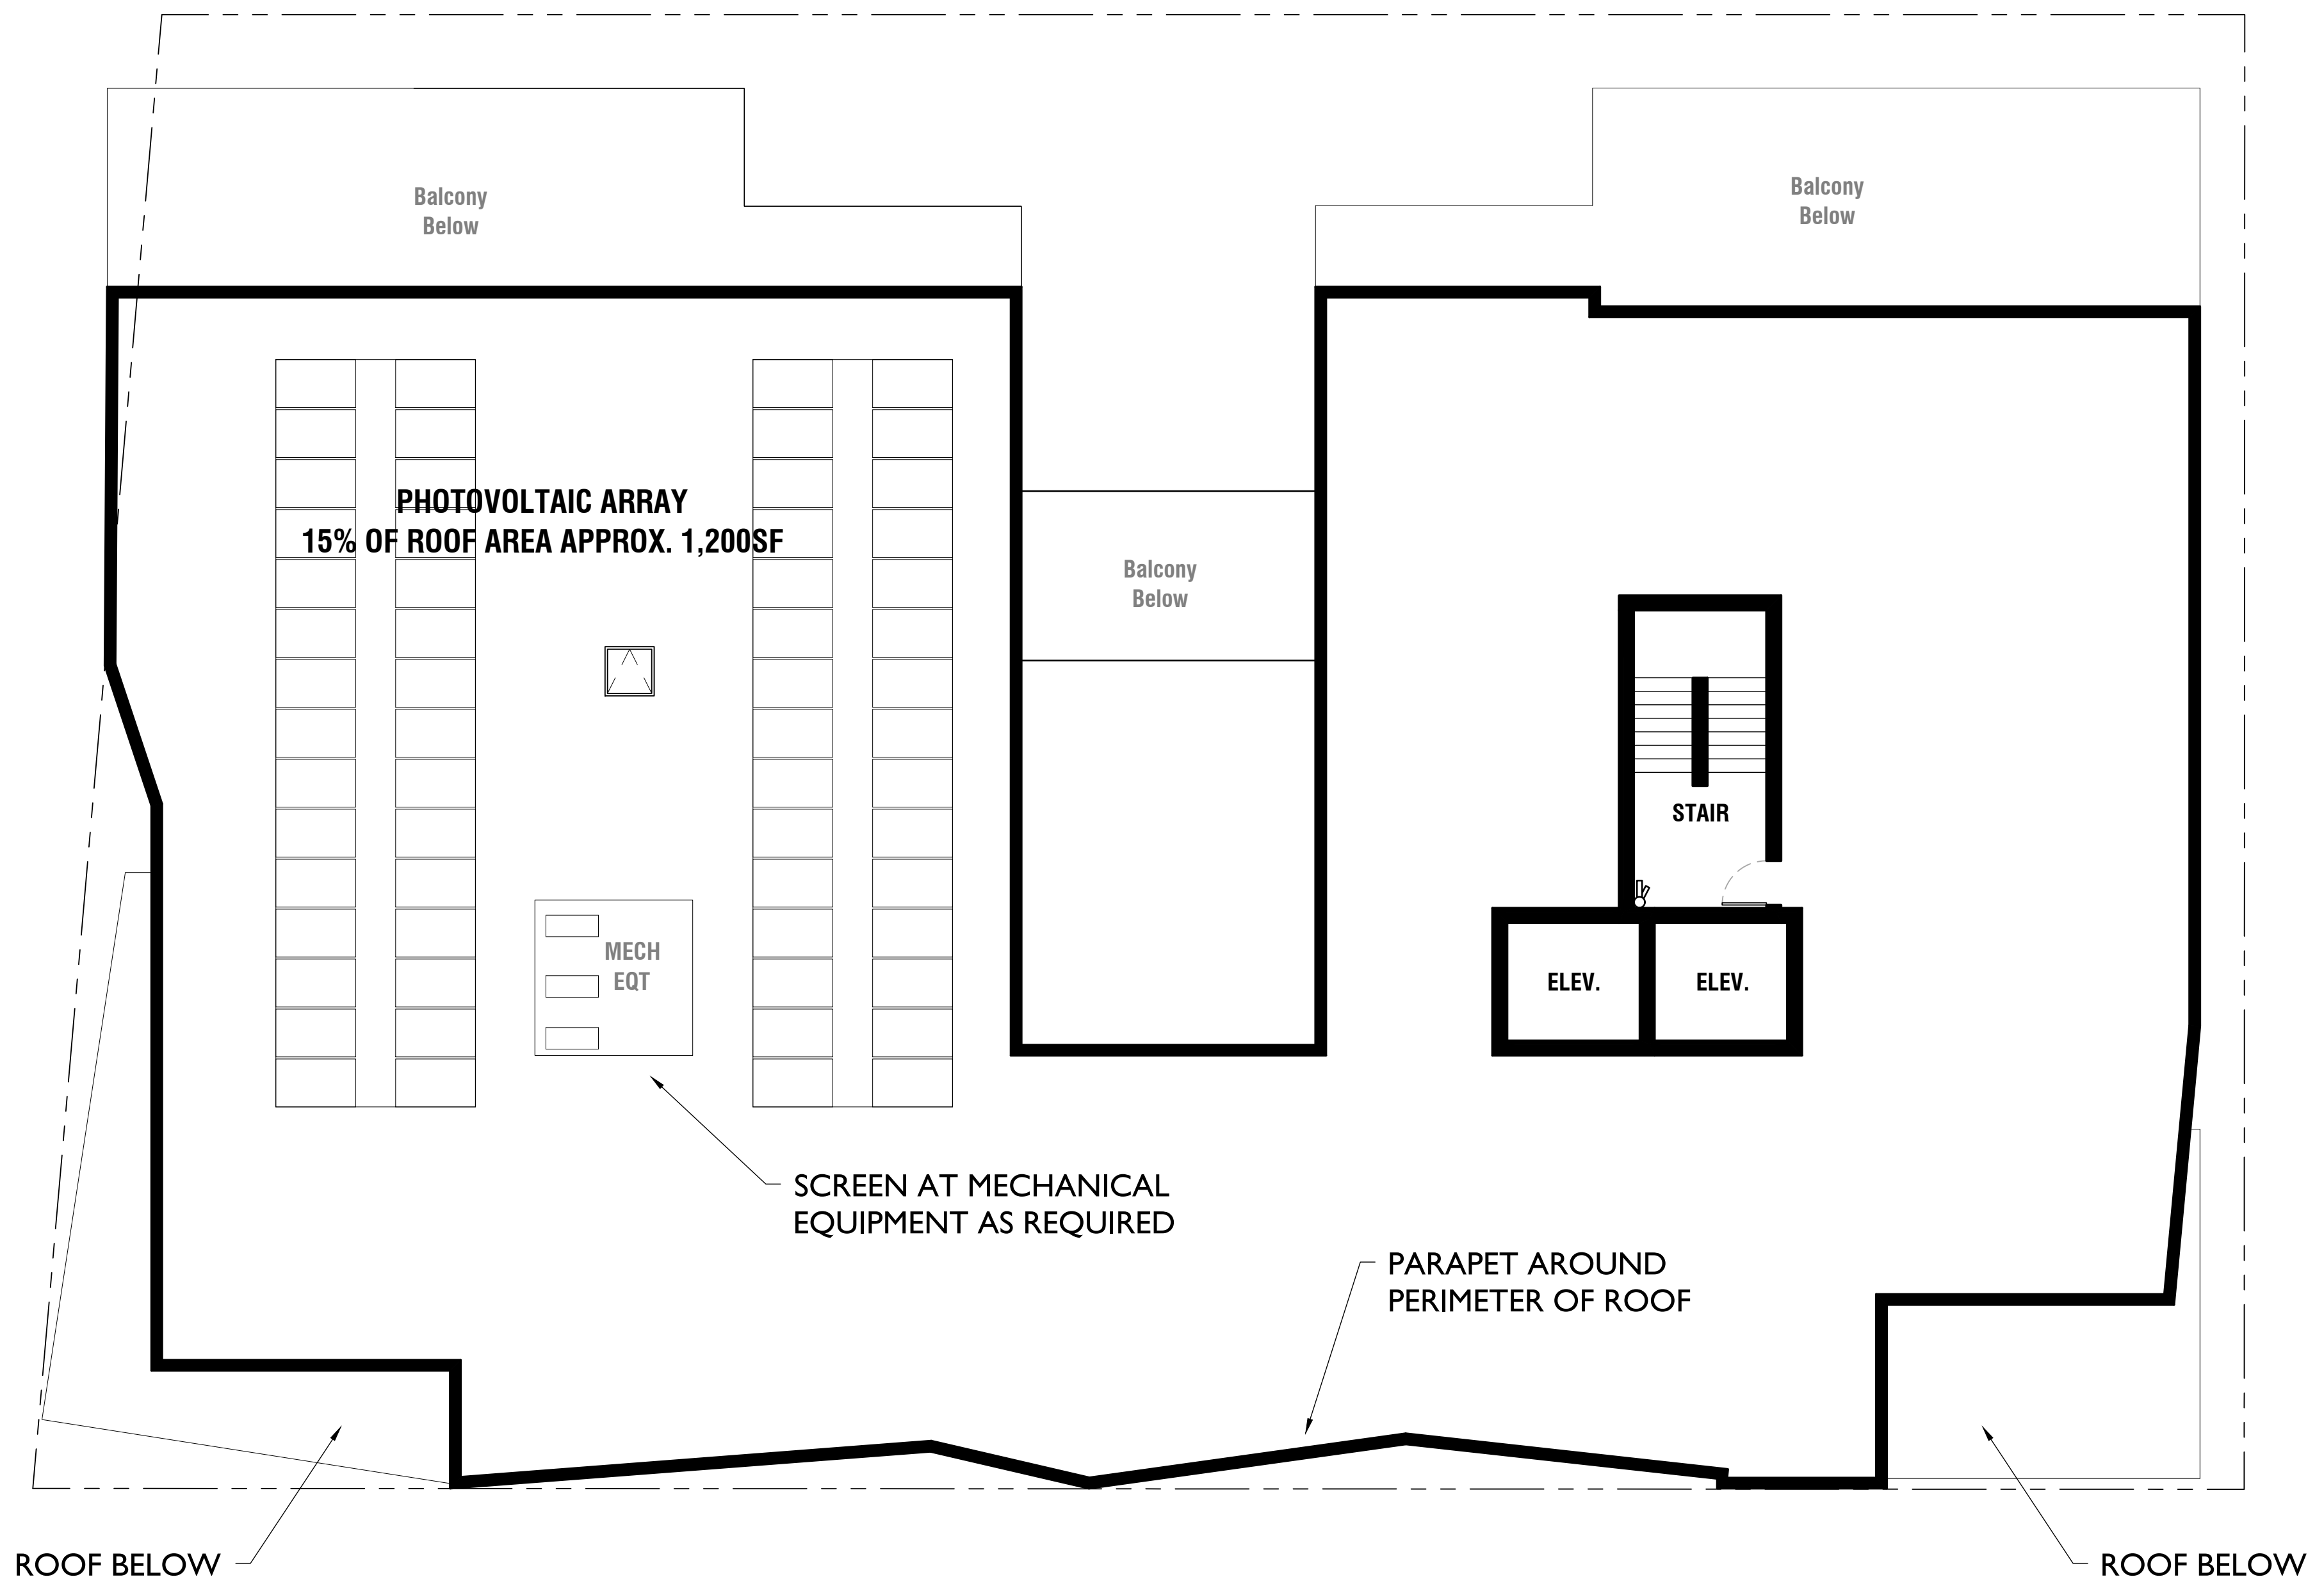 Balcony
Below
Balcony
Below
PHOTOVOLTAIC ARRAY
15% OF ROOF AREA APPROX. 1,200SF
Balcony
Below
STAIR
MECH
EQT
ELEV.
ELEV.
SCREEN AT MECHANICAL
EQUIPMENT AS REQUIRED
PARAPET AROUND
PERIMETER OF ROOF
ROOF BELOW
ROOF BELOW